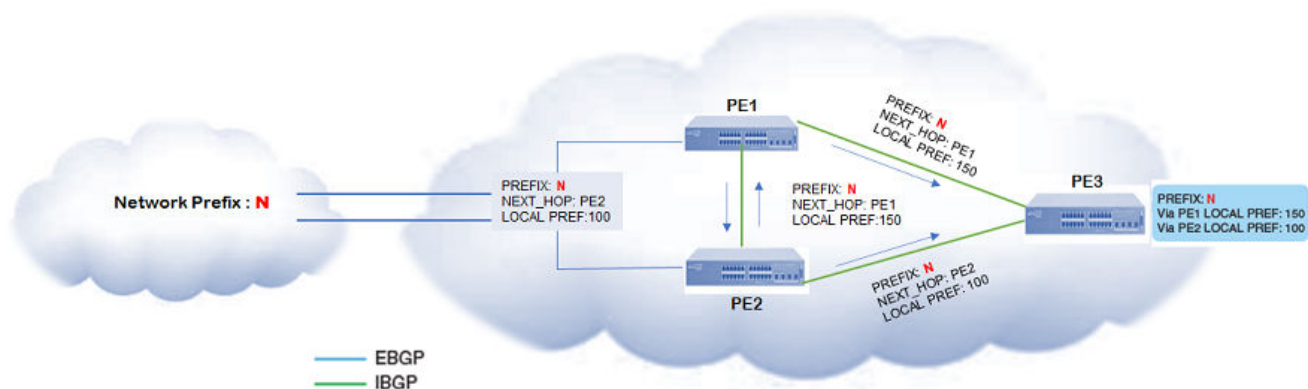 PE1
PREFIX: N
NEXT_HOP: PE1
LOCAL PREF: 150
PE3
Network Prefix : N
PREFIX: N
NEXT_HOP: PE2
LOCAL PREF:100
PREFIX: N
NEXT_HOP: PE1
LOCAL PREF:150
PREFIX: N
Via PE1 LOCAL PREF: 150
Via PE2 LOCAL PREF: 100
PE2
PREFIX: N
NEXT_HOP: PE2
LOCAL PREF: 100
EBGP
IBGP